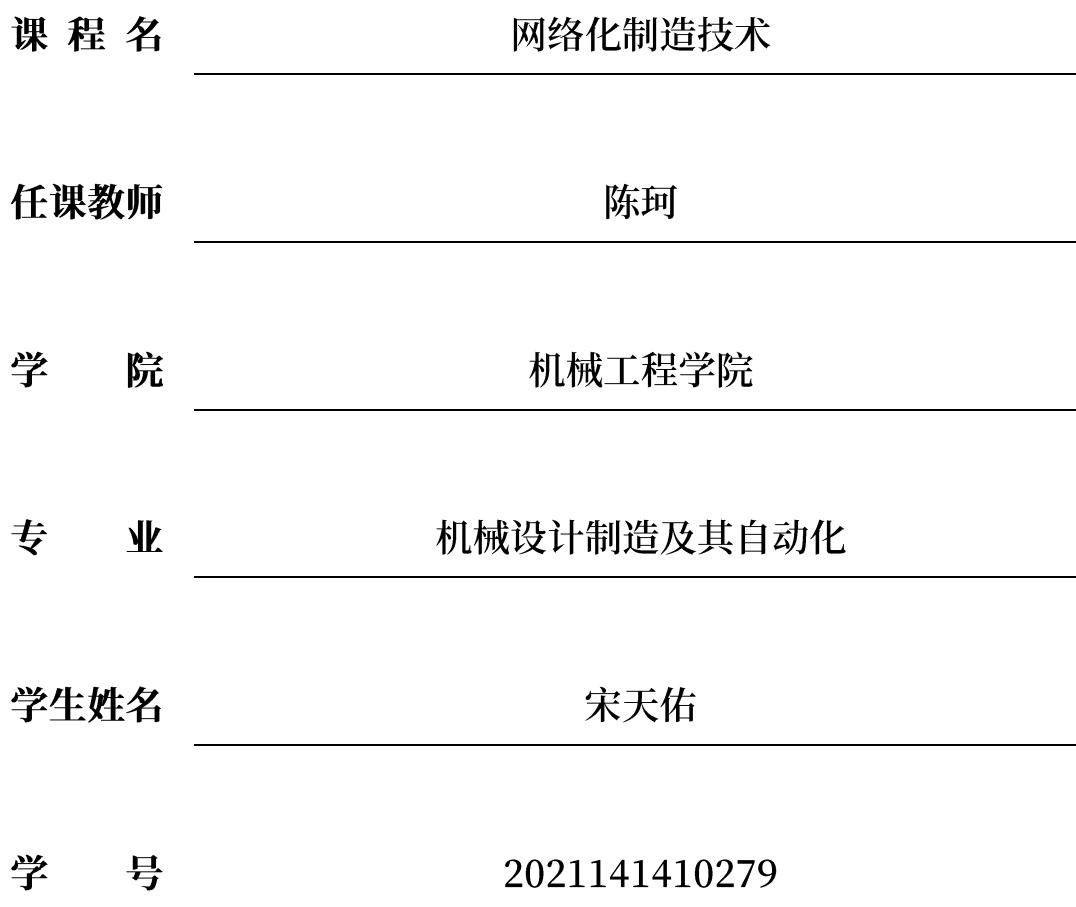 课程名 网络化制造技术
任课教师 陈珂
学院 机械工程学院
专业 机械设计制造及其自动化
学生姓名 宋天佑
学号 2021141410279